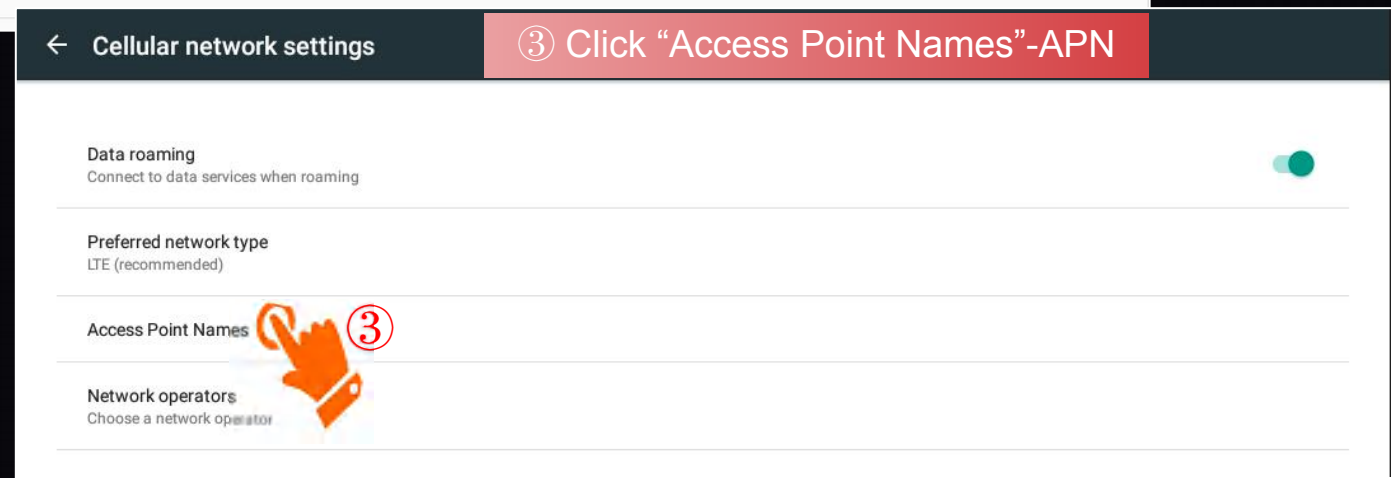 Cellular network settings
③ Click “Access Point Names”-APN
Data roaming
Connect to data services when roaming
Preferred network type
LTE (recommended)
Access Point Names
③
Network operators
Choose a network operator